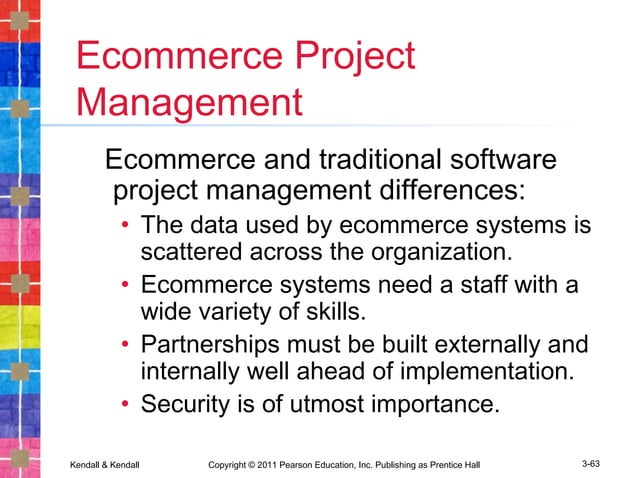 Ecommerce Project
Management
Ecommerce and traditional software
project management differences:
• The data used by ecommerce systems is
scattered across the organization.
• Ecommerce systems need a staff with a
wide variety of skills.
• Partnerships must be built externally and
internally well ahead of implementation.
• Security is of utmost importance.
Kendall & Kendall Copyright © 2011 Pearson Education, Inc. Publishing as Prentice Hall 3-63